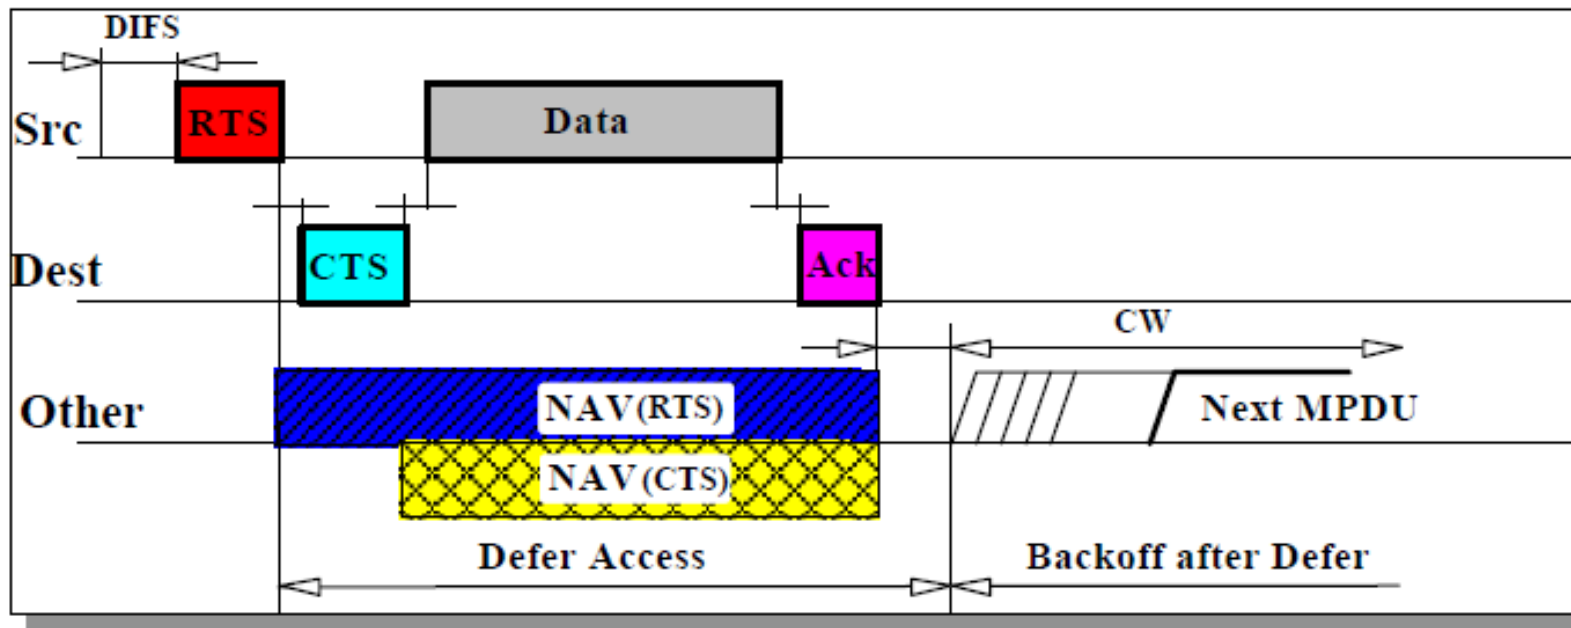 DIFS
Src RTS Data
Dest CTS Ack
CW
Other NAV(RTS) Next MPDU
NAV(CTS)
Defer Access Backoff after Defer